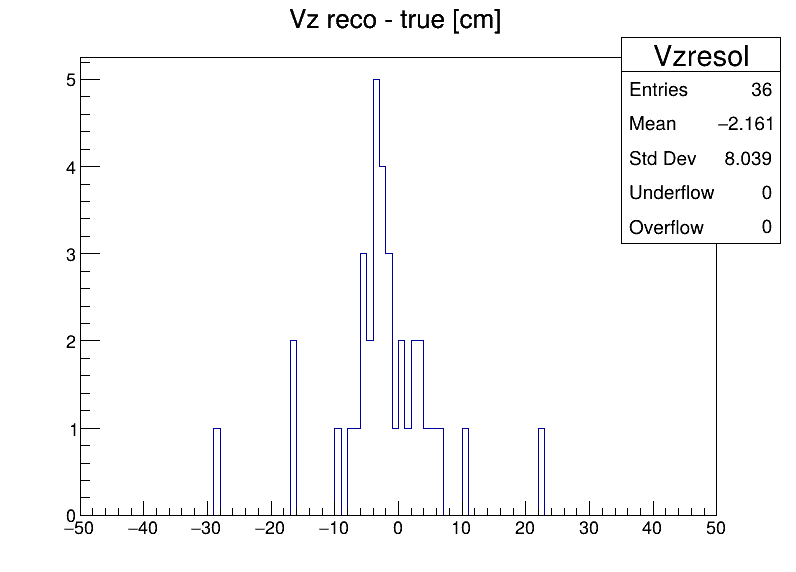 Vz reco - true [cm]
Vzresol
Entries 36
Mean −2.161
Std Dev 8.039
Underflow 0
Overflow 0
5
4
3
2
1
0
−50 −40 −30 −20 −10 0 10 20 30 40 50